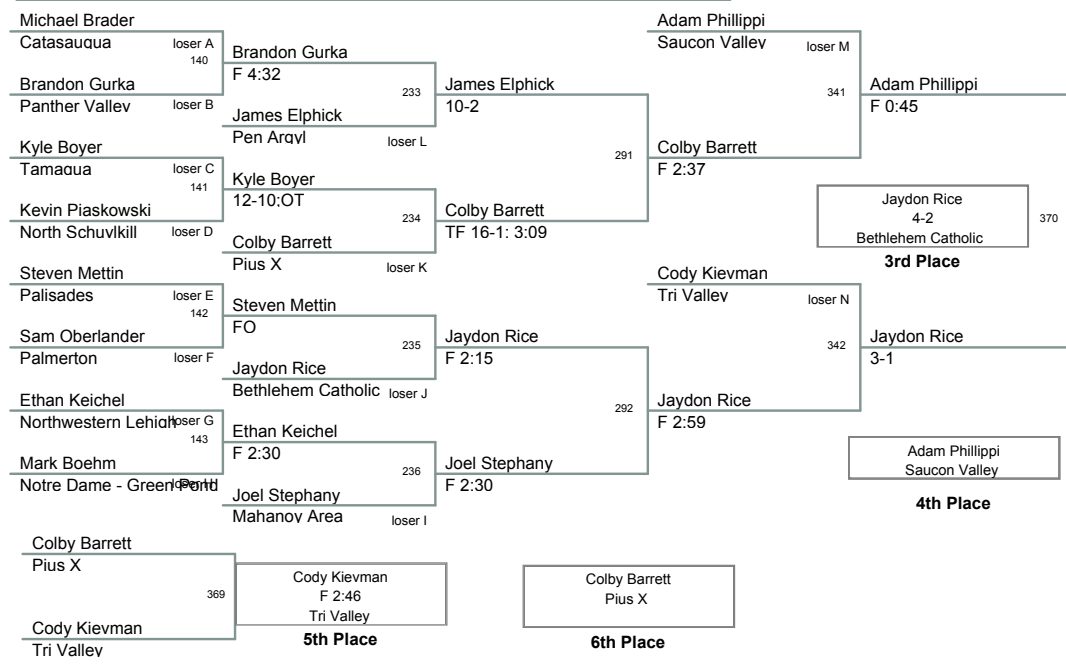 Michael Brader
Catasauqua
loser A
140
Brandon Gurka
Panther Valley
loser B
Kyle Boyer
Tamaqua
loser C
141
Kevin Piaskowski
North Schuylkill
loser D
Steven Mettin
Palisades
loser E
142
Sam Oberlander
Palmerton
loser F
Ethan Keichel
Northwestern Lehigh
loser G
143
Mark Boehm
Notre Dame - Green Pond
loser H
Brandon Gurka
F 4:32
233
James Elphick
Pen Argyl
loser L
Kyle Boyer
12-10;OT
234
Colby Barrett
Pius X
loser K
Steven Mettin
FO
235
Jaydon Rice
Bethlehem Catholic
loser J
Ethan Keichel
F 2:30
236
Joel Stephany
Mahanoy Area
loser I
James Elphick
10-2
291
Colby Barrett
TF 16-1: 3:09
Jaydon Rice
F 2:15
292
Joel Stephany
F 2:30
Adam Phillippi
Saucon Valley
loser M
341
Colby Barrett
F 2:37
Cody Kievman
Tri Valley
loser N
342
Jaydon Rice
F 2:59
Adam Phillippi
F 0:45
Jaydon Rice
4-2
Bethlehem Catholic
370
3rd Place
Jaydon Rice
3-1
Adam Phillippi
Saucon Valley
4th Place
Colby Barrett
Pius X
369
Cody Kievman
Tri Valley
Cody Kievman
F 2:46
Tri Valley
5th Place
Colby Barrett
Pius X
6th Place